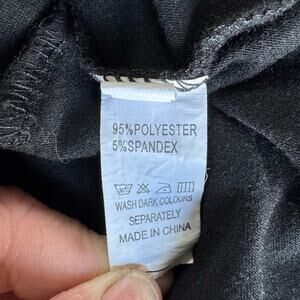 95%POLYESTER
5%SPANDEX
WASH DARK COLOURS
SEPARATELY
MADE IN CHINA